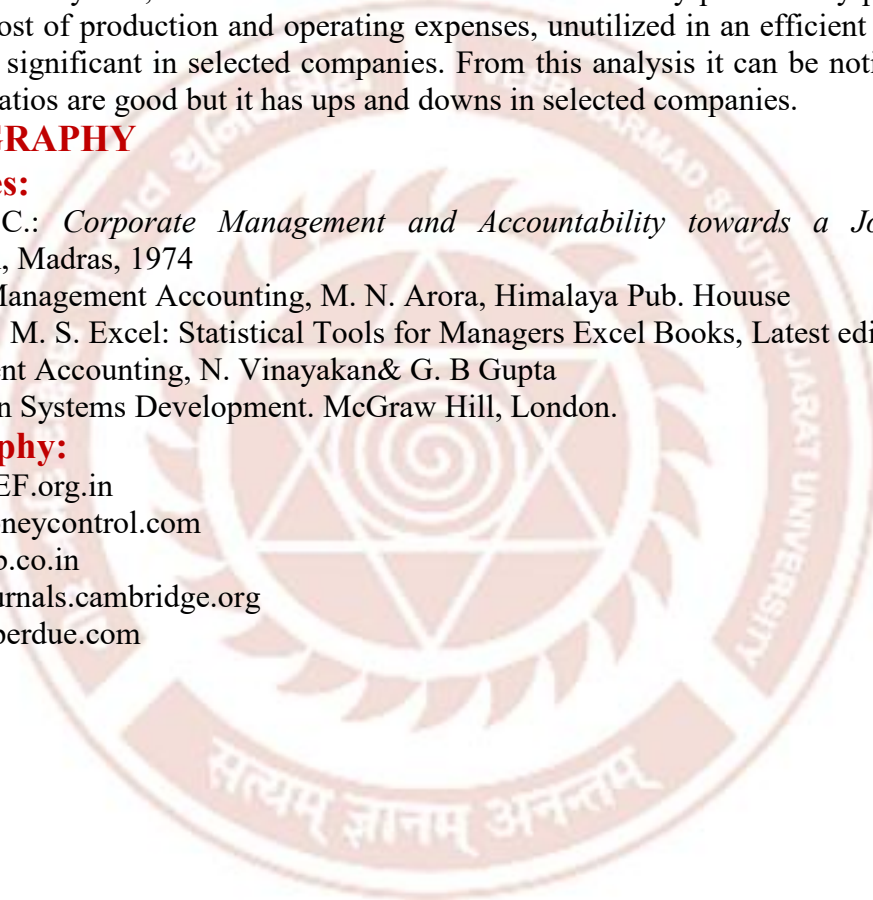 ost of production and operating expenses, unutilized in an efficient
significant in selected companies. From this analysis it can be noti
atios are good but it has ups and downs in selected companies.
GRAPHY
es:
C.: Corporate Management and Accountability towards a Jo
, Madras, 1974
Management Accounting, M. N. Arora, Himalaya Pub. Houuse
M. S. Excel: Statistical Tools for Managers Excel Books, Latest edi
nt Accounting, N. Vinayakan& G. B Gupta
n Systems Development. McGraw Hill, London.
phy:
EF.org.in
neycontrol.com
o.co.in
urnals.cambridge.org
perdue.com
NARMAD SOUTH GUJARAT UNIVERSITY
सत्यम् ज्ञानम् अनन्तम्